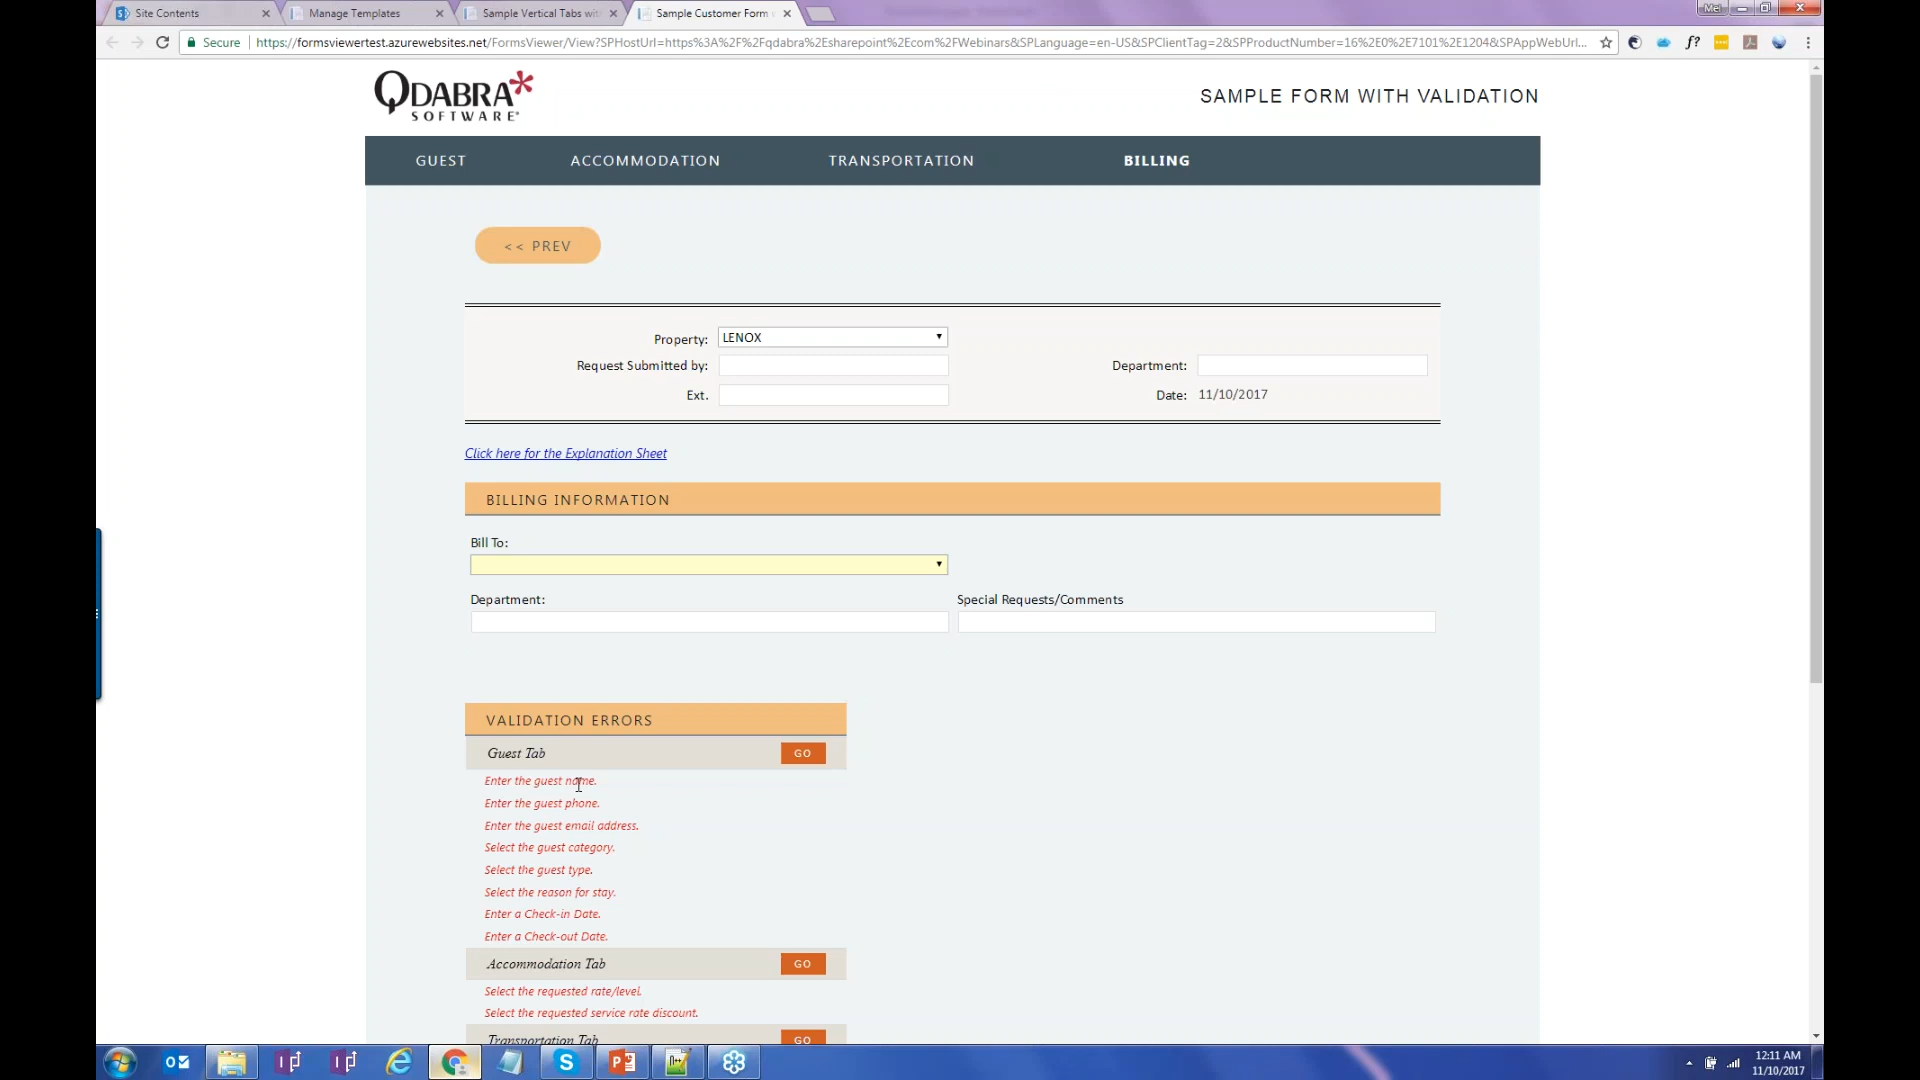 Site Contents
Manage Templates
Sample Vertical Tabs wit
Sample Customer Form
Mel
Secure
https://formsviewertest.azurewebsites.net/FormsViewer/View?SPHostUrl=https%3A%2F%2Fqdabra%2Esharepoint%2Ecom%2FWebinars&SPLanguage=en-US&SPClientTag=2&SPProductNumber=16%2E0%2E7101%2E1204&SPAppWebUrl...
f?
QDABRA
SOFTWARE
SAMPLE FORM WITH VALIDATION
GUEST
ACCOMMODATION
TRANSPORTATION
BILLING
<< PREV
Property:
LENOX
Request Submitted by:
Department:
Ext.
Date:
11/10/2017
Click here for the Explanation Sheet
BILLING INFORMATION
Bill To:
Department:
Special Requests/Comments
VALIDATION ERRORS
Guest Tab
GO
Enter the guest name.
Enter the guest phone.
Enter the guest email address.
Select the guest category.
Select the guest type.
Select the reason for stay.
Enter a Check-in Date.
Enter a Check-out Date.
Accommodation Tab
GO
Select the requested rate/level.
Select the requested service rate discount.
Transportation Tab
GO
12:11 AM
11/10/2017